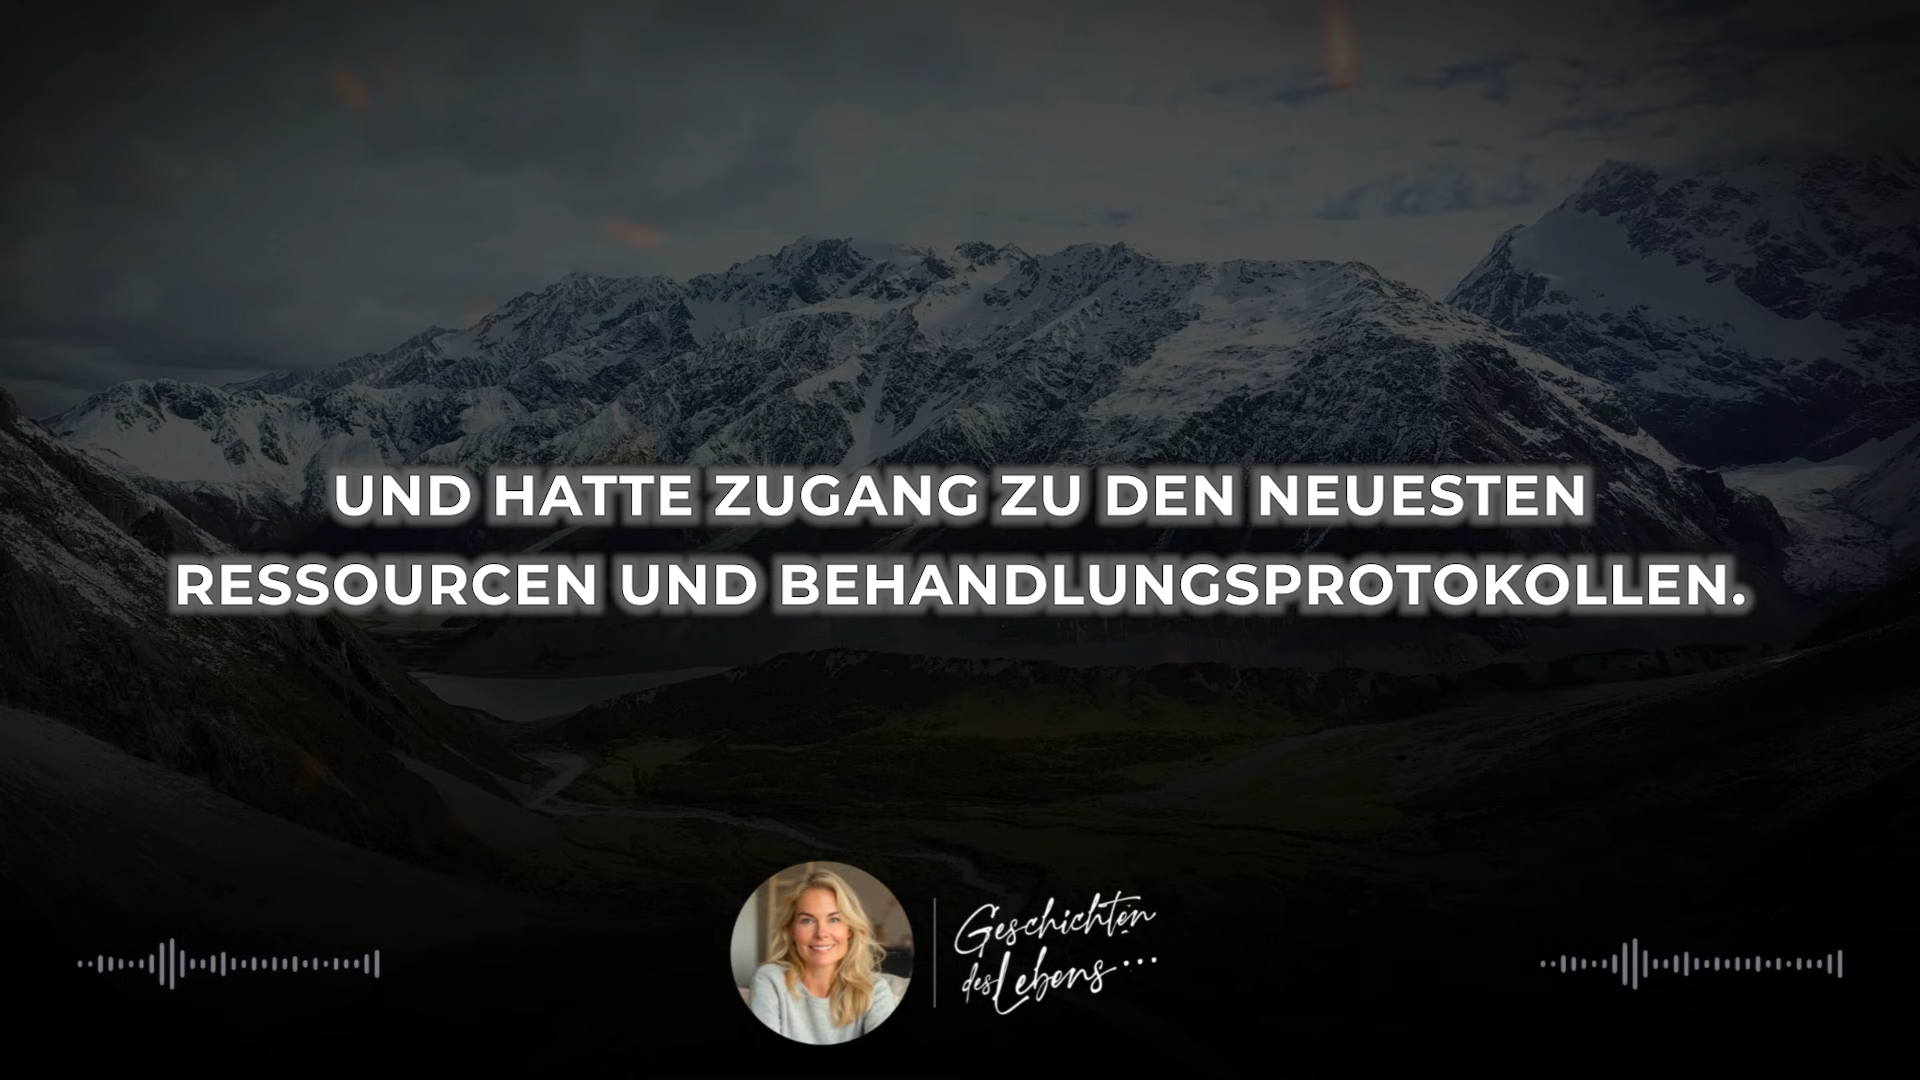 UND HATTE ZUGANG ZU DEN NEUESTEN
RESSOURCEN UND BEHANDLUNGSPROTOKOLLEN.
Geschichten
des Lebens...